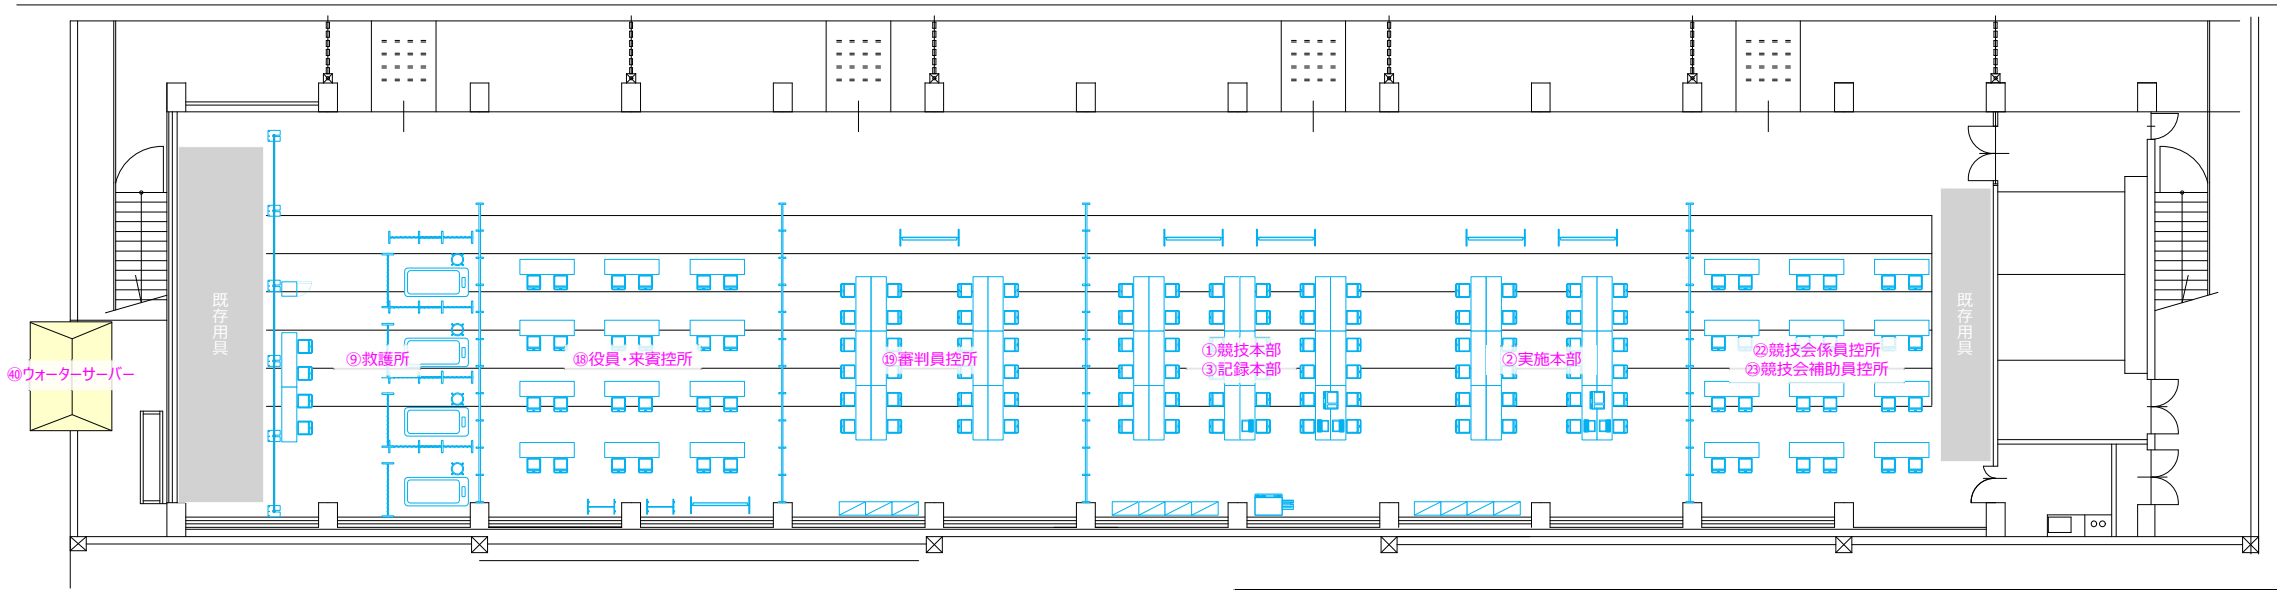 既存用具
㊵ウォーターサーバー
⑨救護所
⑱役員・来賓控所
⑲審判員控所
①競技本部
③記録本部
②実施本部
㉒競技会係員控所
㉓競技会補助員控所
既存用具